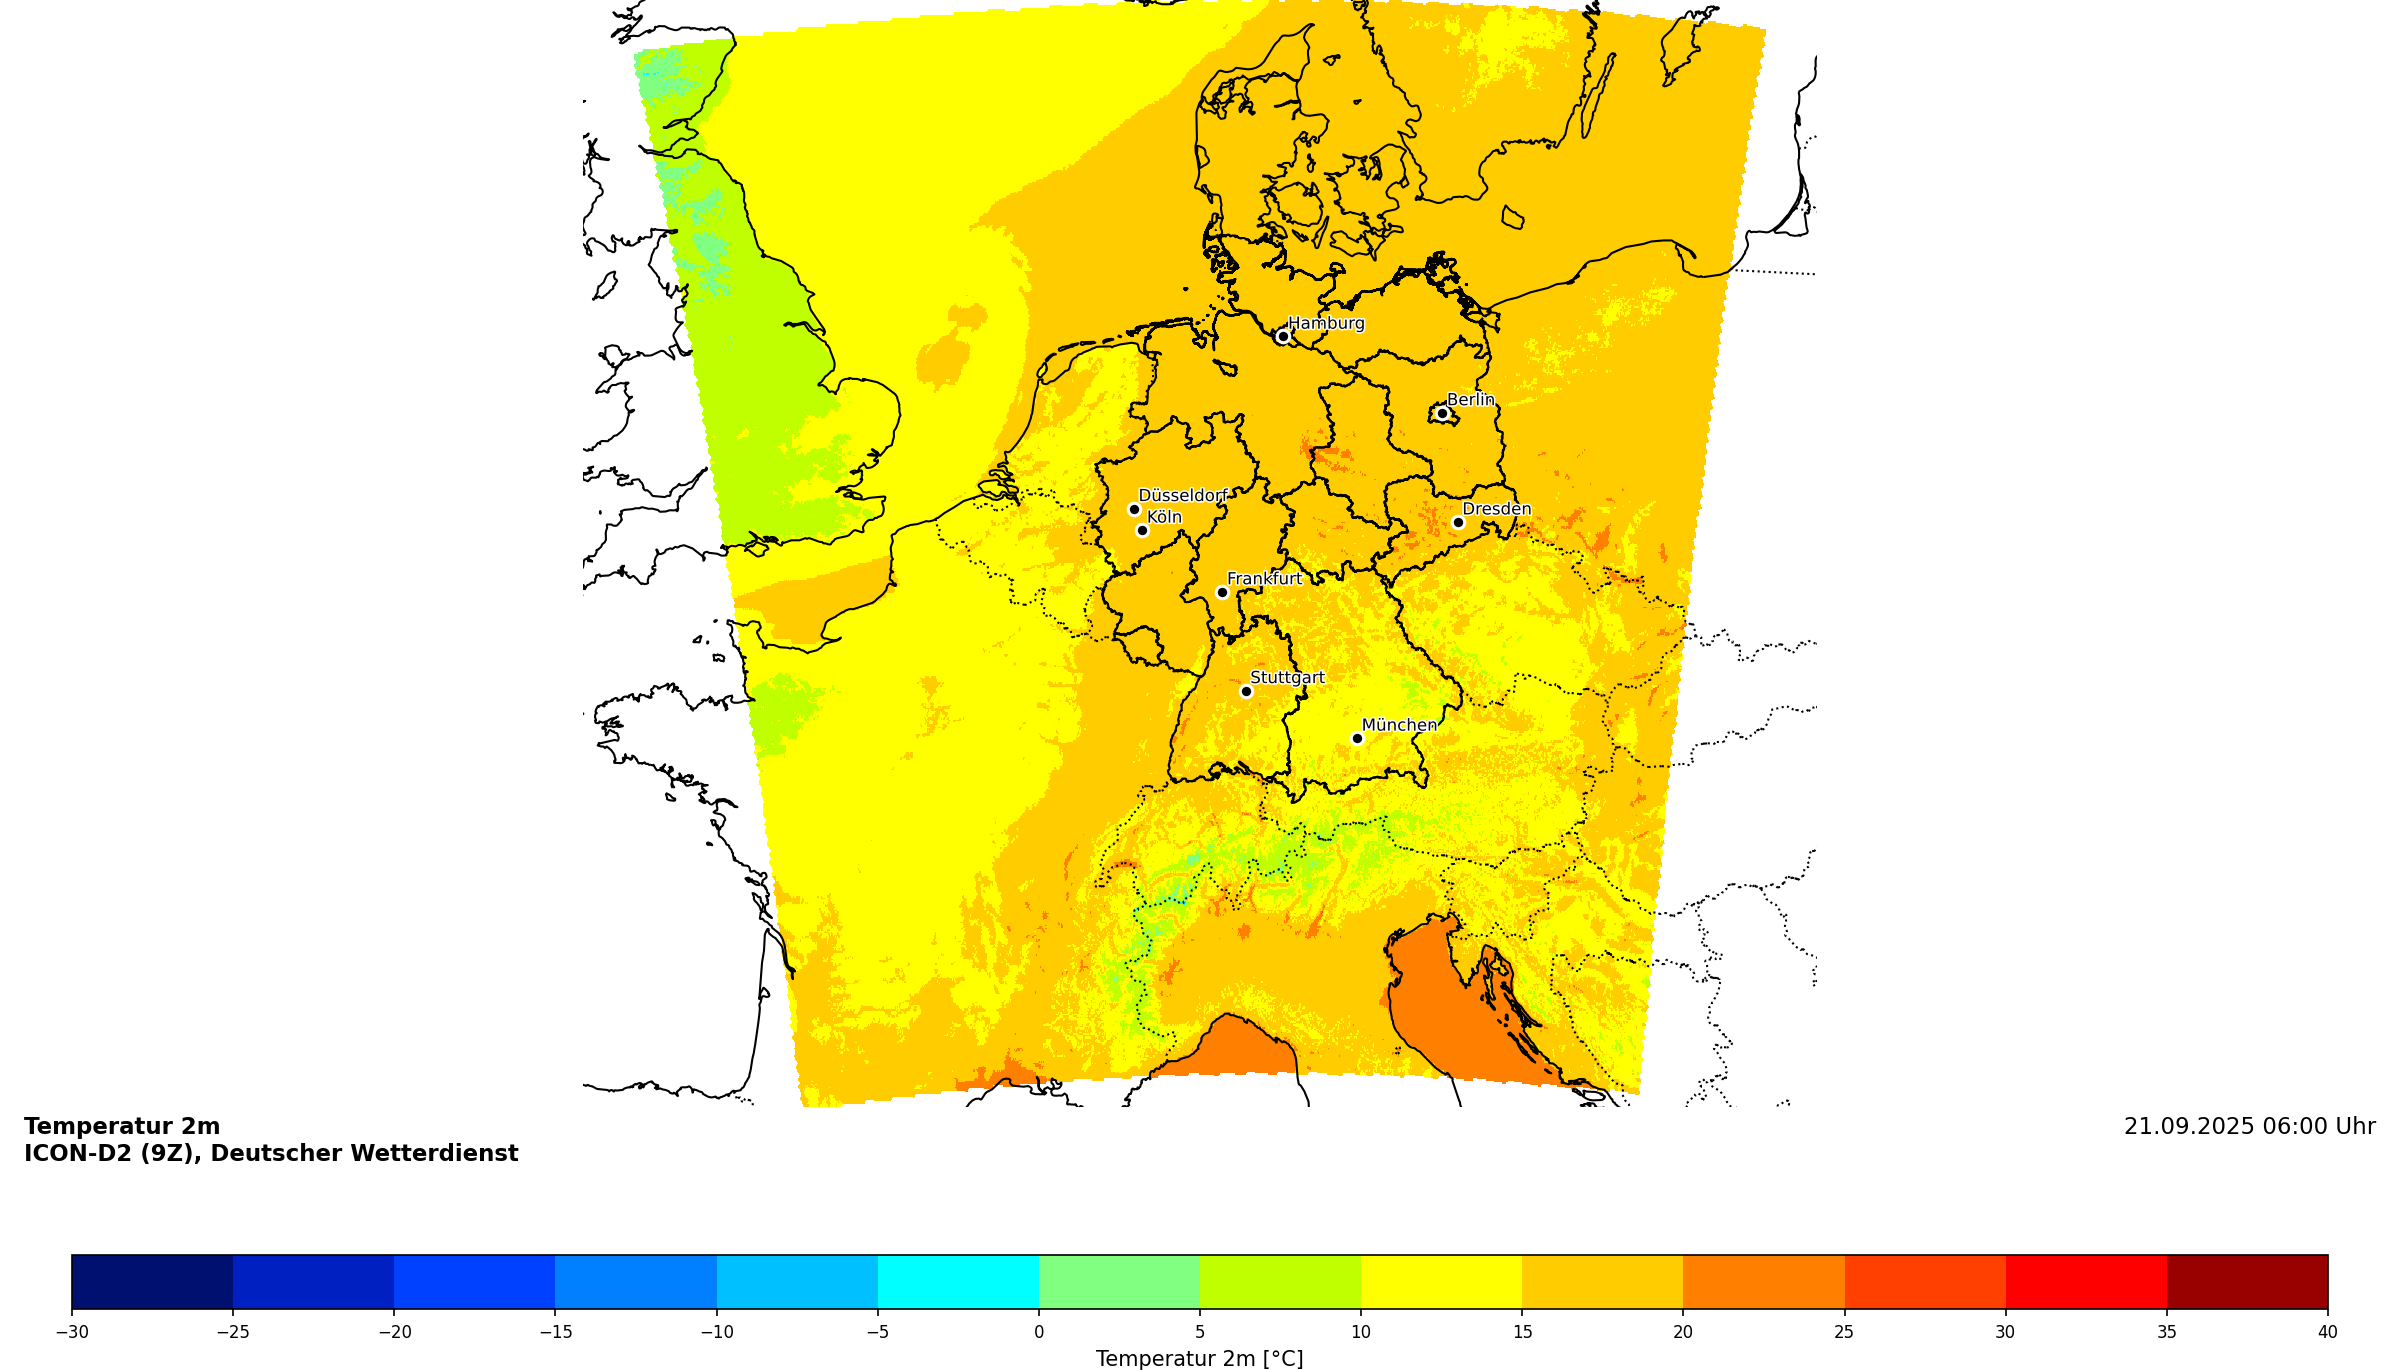 Hamburg
Berlin
Düsseldorf
Köln
Dresden
Frankfurt
Stuttgart
München
Temperatur 2m
ICON-D2 (9Z), Deutscher Wetterdienst
21.09.2025 06:00 Uhr
−30 −25 −20 −15 −10 −5 0 5 10 15 20 25 30 35 40
Temperatur 2m [°C]